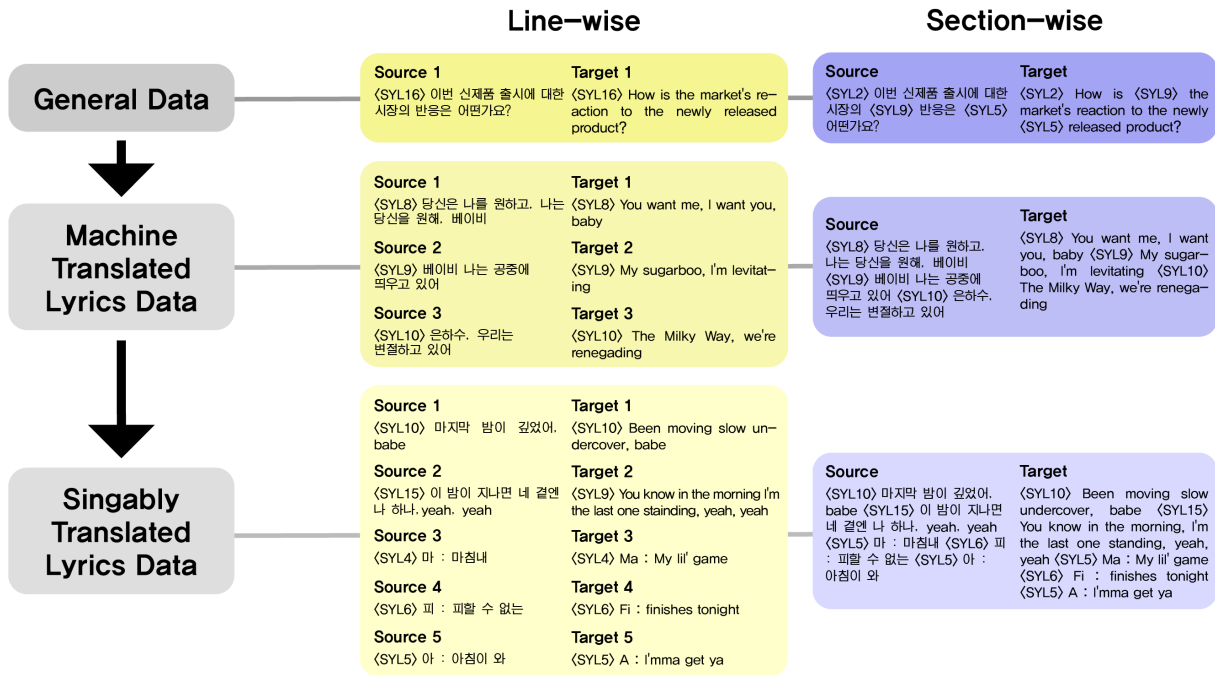 Line-wise
Section-wise
General Data
Source 1
〈SYL16〉 이번 신제품 출시에 대한
시장의 반응은 어떤가요?
Target 1
〈SYL16〉 How is the market's re-
action to the newly released
product?
Source
〈SYL2〉 이번 신제품 출시에 대한
시장의 〈SYL9〉 반응은 〈SYL5〉
어떤가요?
Target
〈SYL2〉 How is 〈SYL9〉 the
market's reaction to the newly
〈SYL5〉 released product?
Machine
Translated
Lyrics Data
Source 1
〈SYL8〉 당신은 나를 원하고. 나는
당신을 원해. 베이비
Target 1
〈SYL8〉 You want me, I want you,
baby
Source 2
〈SYL9〉 베이비 나는 공중에
띄우고 있어
Target 2
〈SYL9〉 My sugarboo, I'm levitat-
ing
Source 3
〈SYL10〉 은하수. 우리는
변절하고 있어
Target 3
〈SYL10〉 The Milky Way, we're
renegading
Source
〈SYL8〉 당신은 나를 원하고.
나는 당신을 원해. 베이비
〈SYL9〉 베이비 나는 공중에
띄우고 있어 〈SYL10〉 은하수.
우리는 변절하고 있어
Target
〈SYL8〉 You want me, I want
you, baby 〈SYL9〉 My sugar-
boo, I'm levitating 〈SYL10〉
The Milky Way, we're renega-
ding
Singably
Translated
Lyrics Data
Source 1
〈SYL10〉 마지막 밤이 깊었어.
babe
Target 1
〈SYL10〉 Been moving slow un-
dercover, babe
Source 2
〈SYL15〉 이 밤이 지나면 네 곁엔
나 하나. yeah. yeah
Target 2
〈SYL9〉 You know in the morning I'm
the last one stainding, yeah, yeah
Source 3
〈SYL4〉 마 : 마침내
Target 3
〈SYL4〉 Ma : My lil' game
Source 4
〈SYL6〉 피 : 피할 수 없는
Target 4
〈SYL6〉 Fi : finishes tonight
Source 5
〈SYL5〉 아 : 아침이 와
Target 5
〈SYL5〉 A : I'mma get ya
Source
〈SYL10〉 마지막 밤이 깊었어.
babe 〈SYL15〉 이 밤이 지나면
네 곁엔 나 하나. yeah. yeah
〈SYL5〉 마 : 마침내 〈SYL6〉 피
: 피할 수 없는 〈SYL5〉 아 :
아침이 와
Target
〈SYL10〉 Been moving slow
undercover, babe 〈SYL15〉
You know in the morning, I'm
the last one standing, yeah,
yeah 〈SYL5〉 Ma : My lil' game
〈SYL6〉 Fi : finishes tonight
〈SYL5〉 A : I'mma get ya